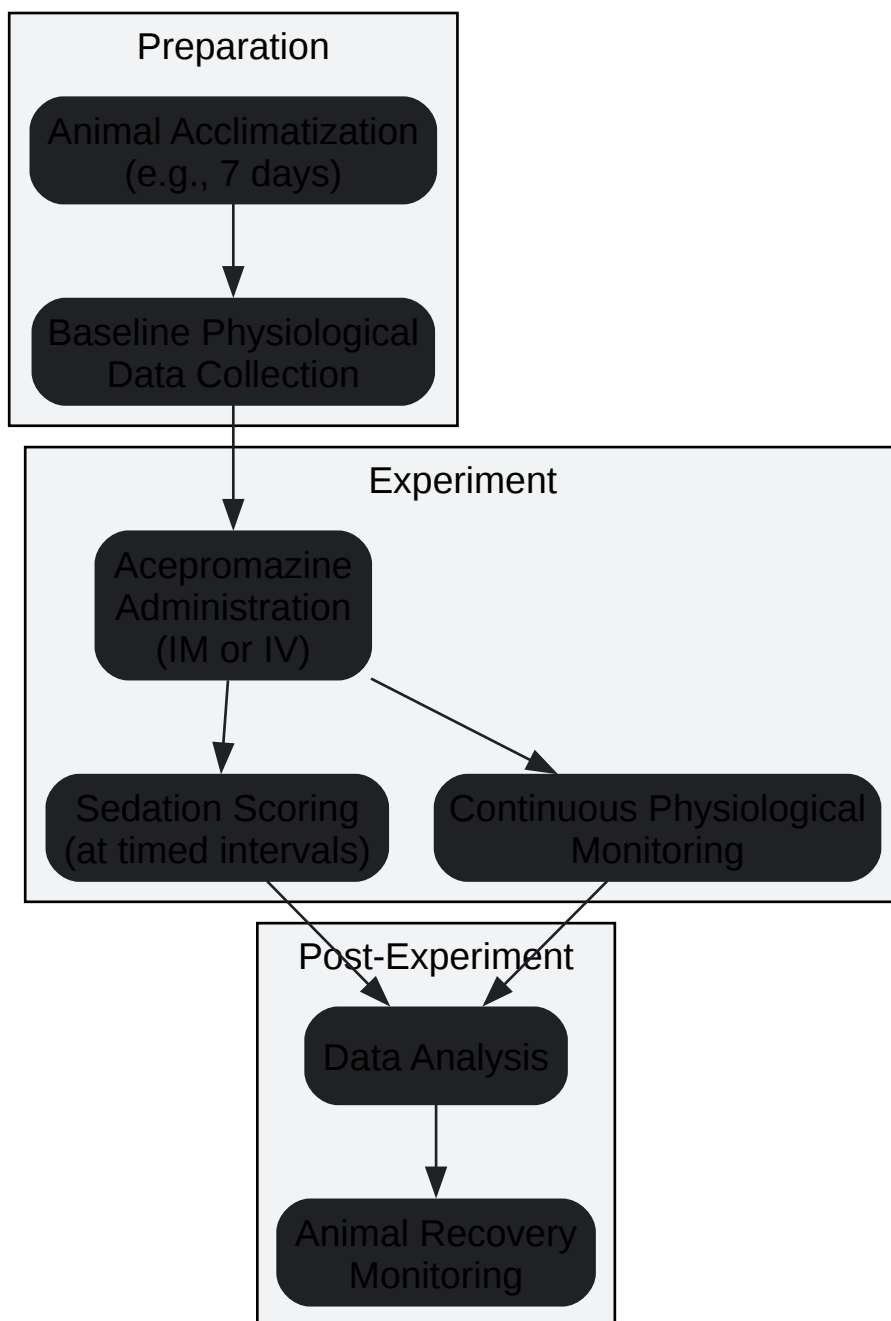 Preparation
Animal Acclimatization
(e.g., 7 days)
Baseline Physiological
Data Collection
Experiment
Acepromazine
Administration
(IM or IV)
Sedation Scoring
(at timed intervals)
Continuous Physiological
Monitoring
Post-Experiment
Data Analysis
Animal Recovery
Monitoring